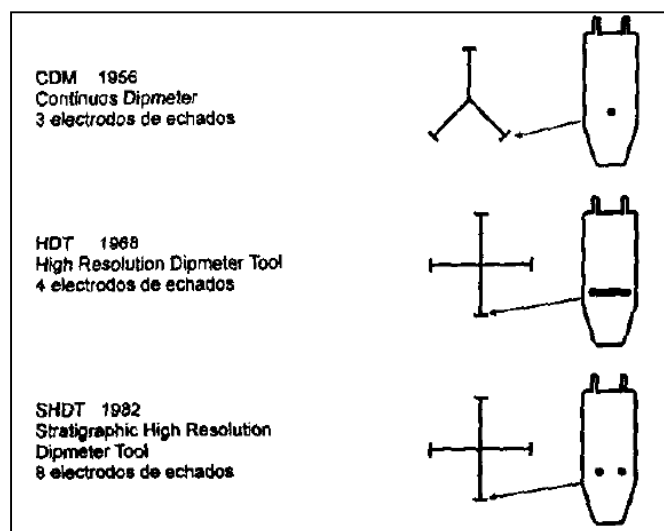 CDM 1956
Continuos Dipmeter
3 electrodos de echados
HDT 1968
High Resolution Dipmeter Tool
4 electrodos de echados
SHDT 1982
Stratigraphic High Resolution
Dipmeter Tool
8 electrodos de echados